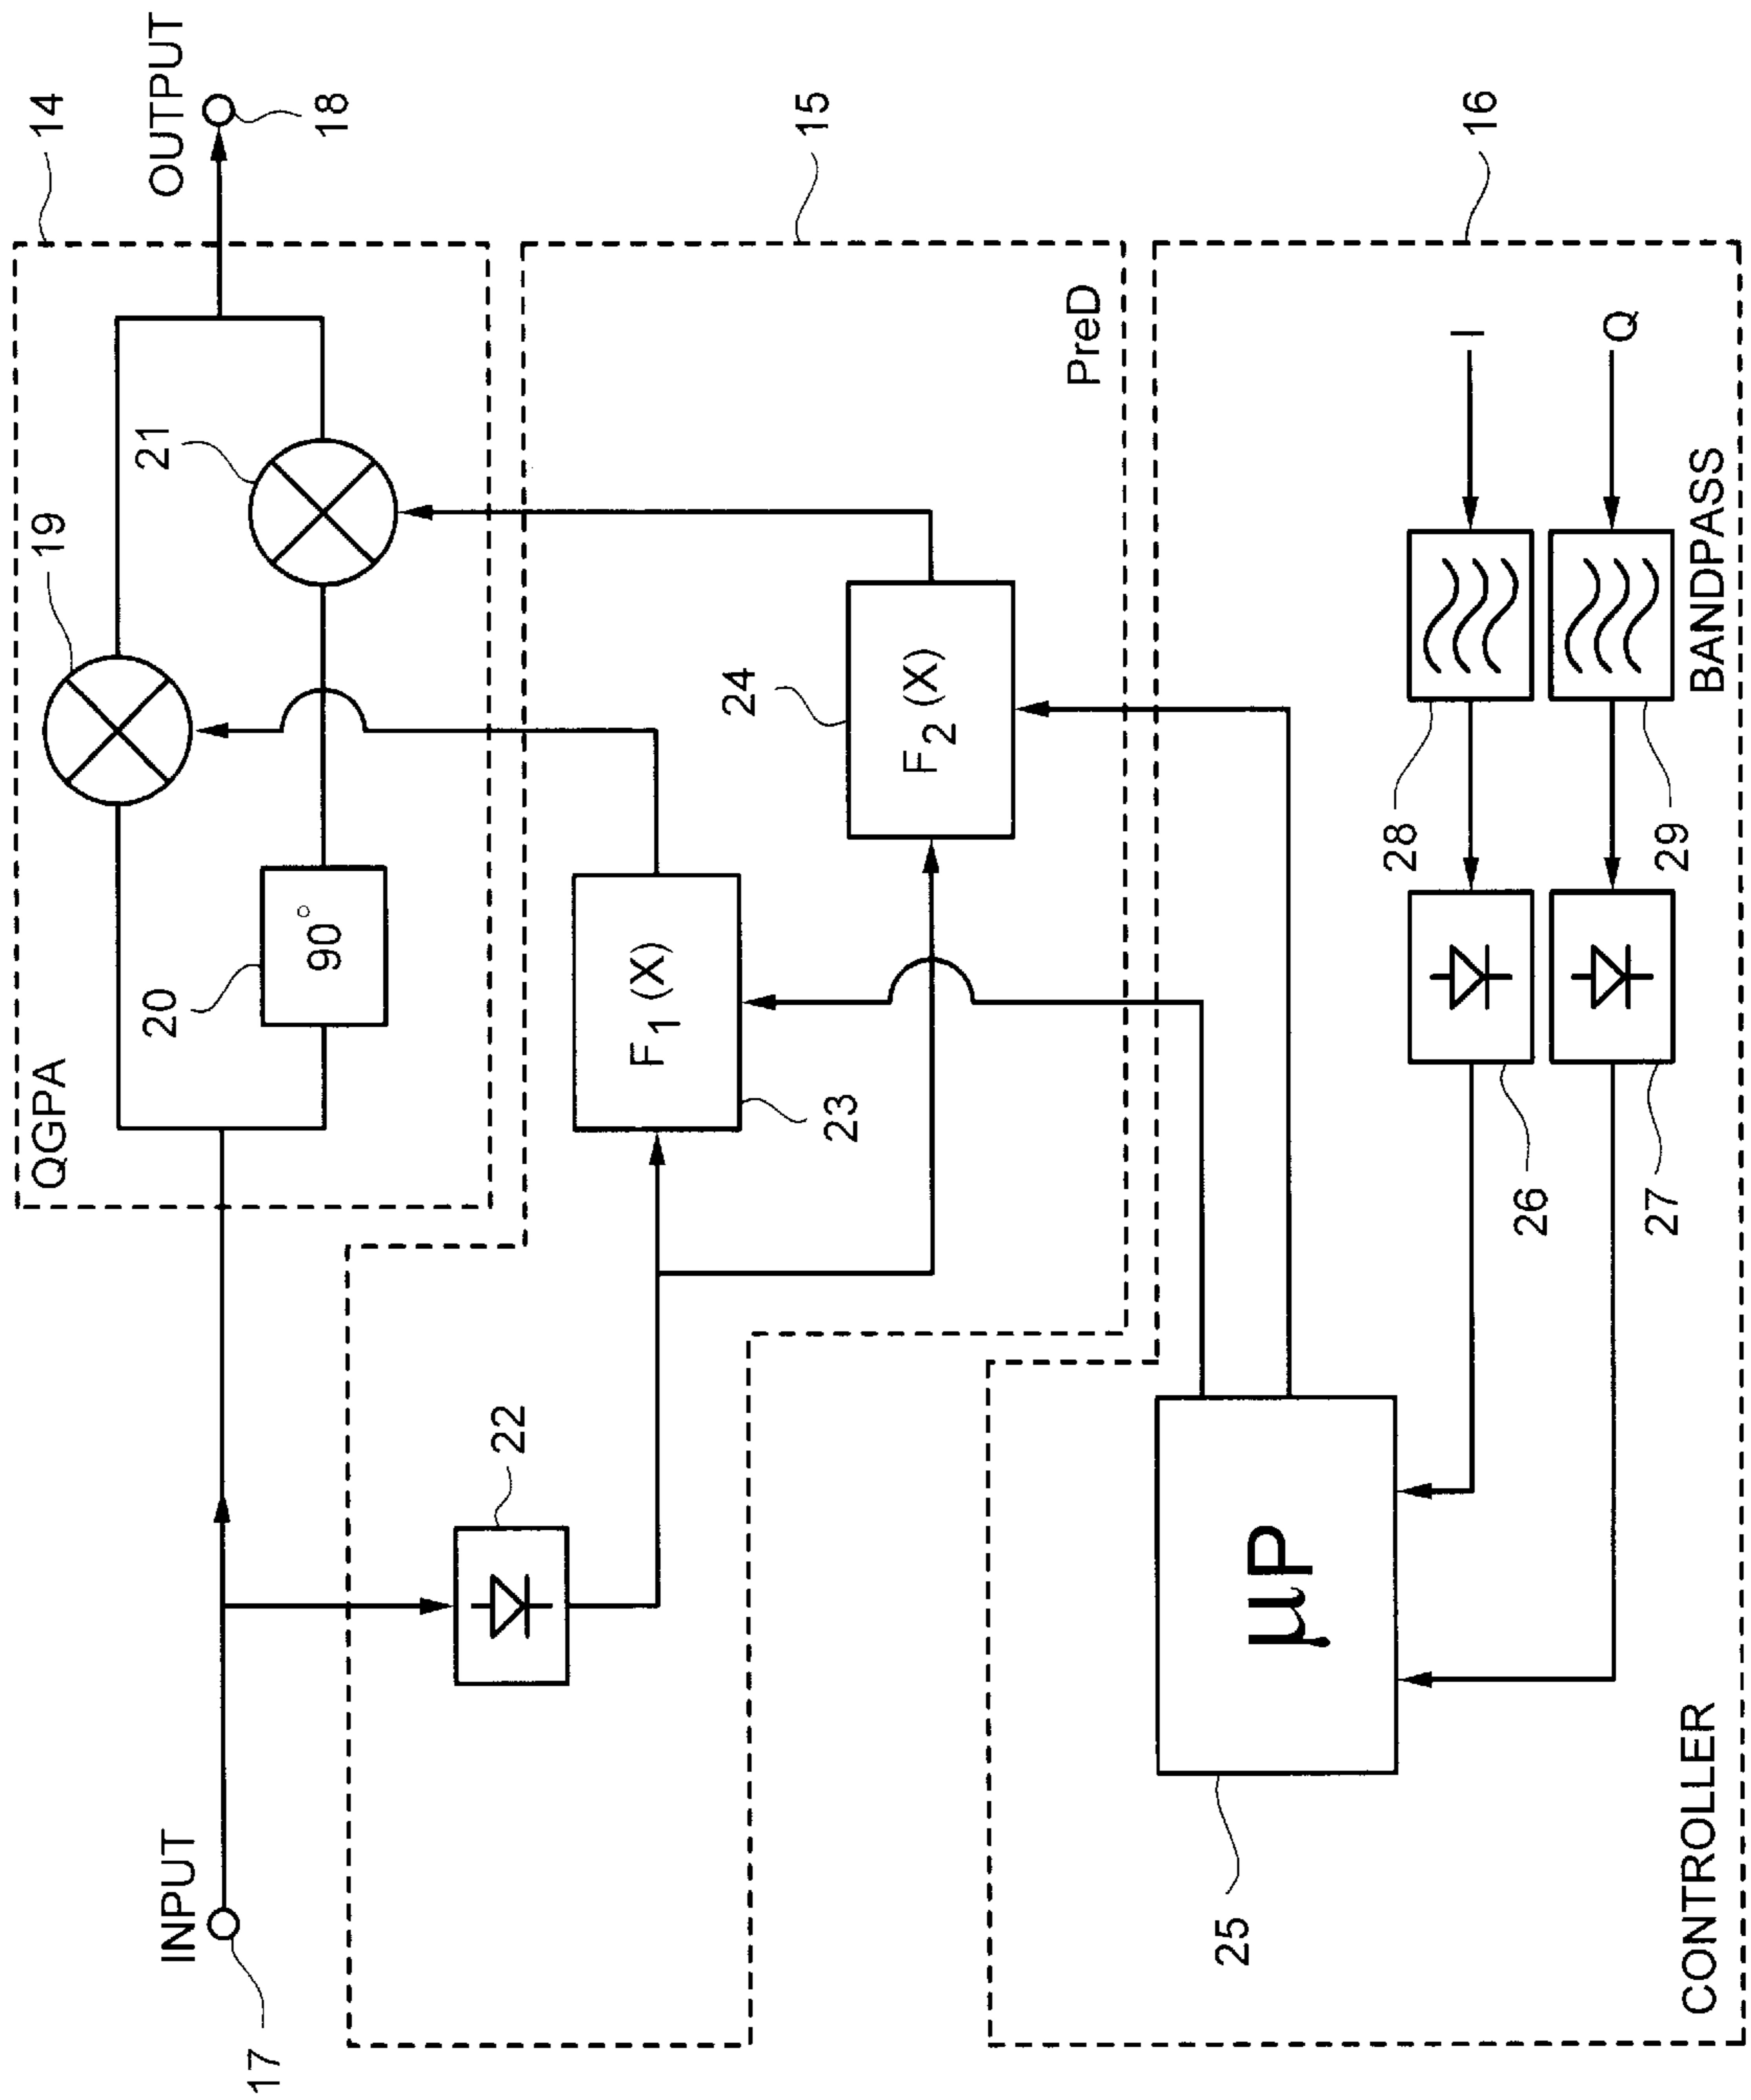 14
OUTPUT
18
QGPA
19
21
20
90°
INPUT
17
15
PreD
22
F1 (X)
23
F2 (X)
24
16
I
Q
BANDPASS
28
29
26
27
µP
25
CONTROLLER